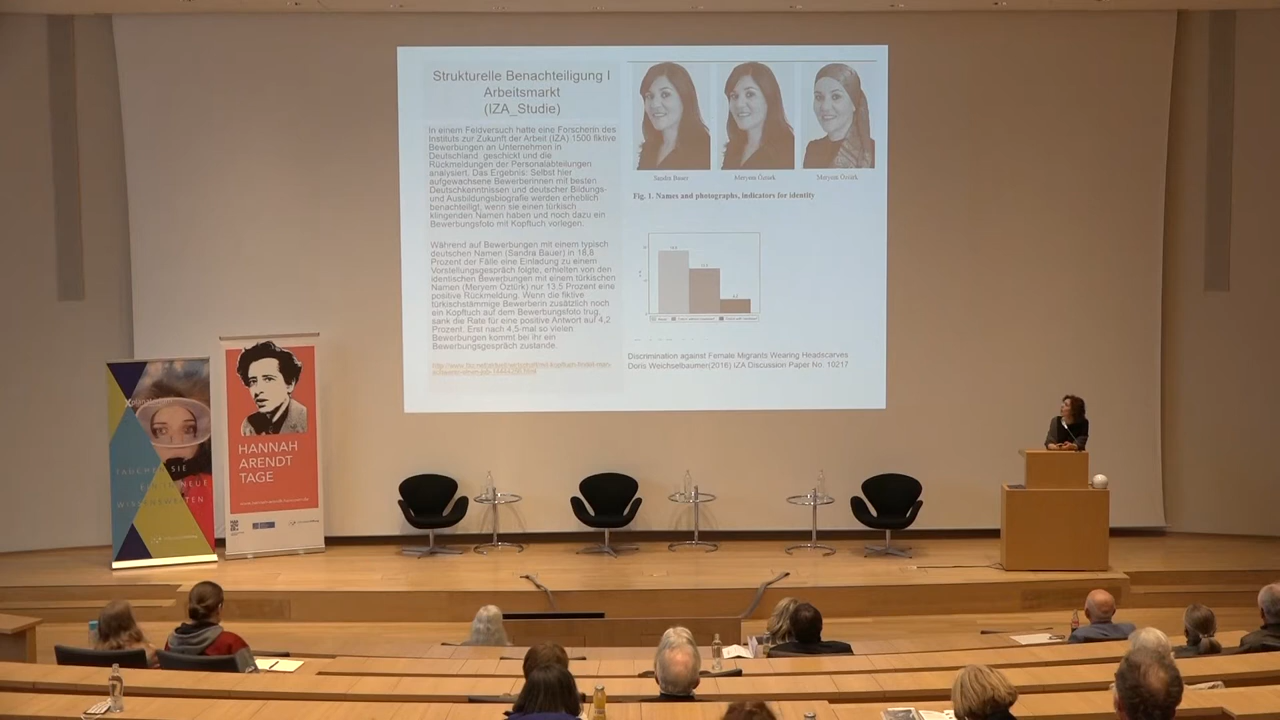 Strukturelle Benachteiligung I
Arbeitsmarkt
(IZA_Studie)
In einem Feldversuch hatte eine Forscherin des
Instituts zur Zukunft der Arbeit (IZA) 1500 fiktive
Bewerbungen an Unternehmen in
Deutschland geschickt und die
Rückmeldungen der Personalabteilungen
analysiert. Das Ergebnis: Selbst hier
aufgewachsene Bewerberinnen mit besten
Deutschkenntnissen und deutscher Bildungs-
und Ausbildungsbiografie werden erheblich
benachteiligt, wenn sie einen türkisch
klingenden Namen haben und noch dazu ein
Bewerbungsfoto mit Kopftuch vorlegen.
Während auf Bewerbungen mit einem typisch
deutschen Namen (Sandra Bauer) in 18,8
Prozent der Fälle eine Einladung zu einem
Vorstellungsgespräch folgte, erhielten von den
identischen Bewerbungen mit einem türkischen
Namen (Meryem Öztürk) nur 13,5 Prozent eine
positive Rückmeldung. Wenn die fiktive
türkischstämmige Bewerberin zusätzlich noch
ein Kopftuch auf dem Bewerbungsfoto trug,
sank die Rate für eine positive Antwort auf 4,2
Prozent. Erst nach 4,5-mal so vielen
Bewerbungen kommt bei ihr ein
Bewerbungsgespräch zustande.
Sandra Bauer
Meryem Öztürk
Meryem Öztürk
Fig. 1. Names and photographs, indicators for identity
Discrimination against Female Migrants Wearing Headscarves
Doris Weichselbaumer(2016) IZA Discussion Paper No. 10217
TAUCHEN SIE
EIN IN NEUE
WISSENSWELTEN
HANNAH
ARENDT
TAGE